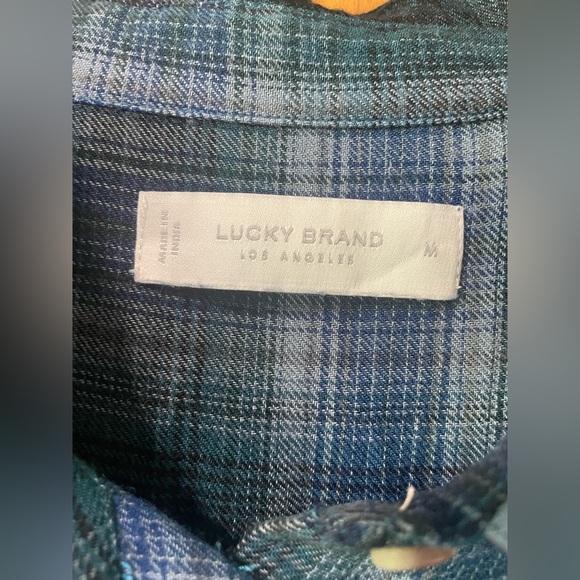 MADE IN
INDIA
LUCKY BRAND
LOS ANGELES
M